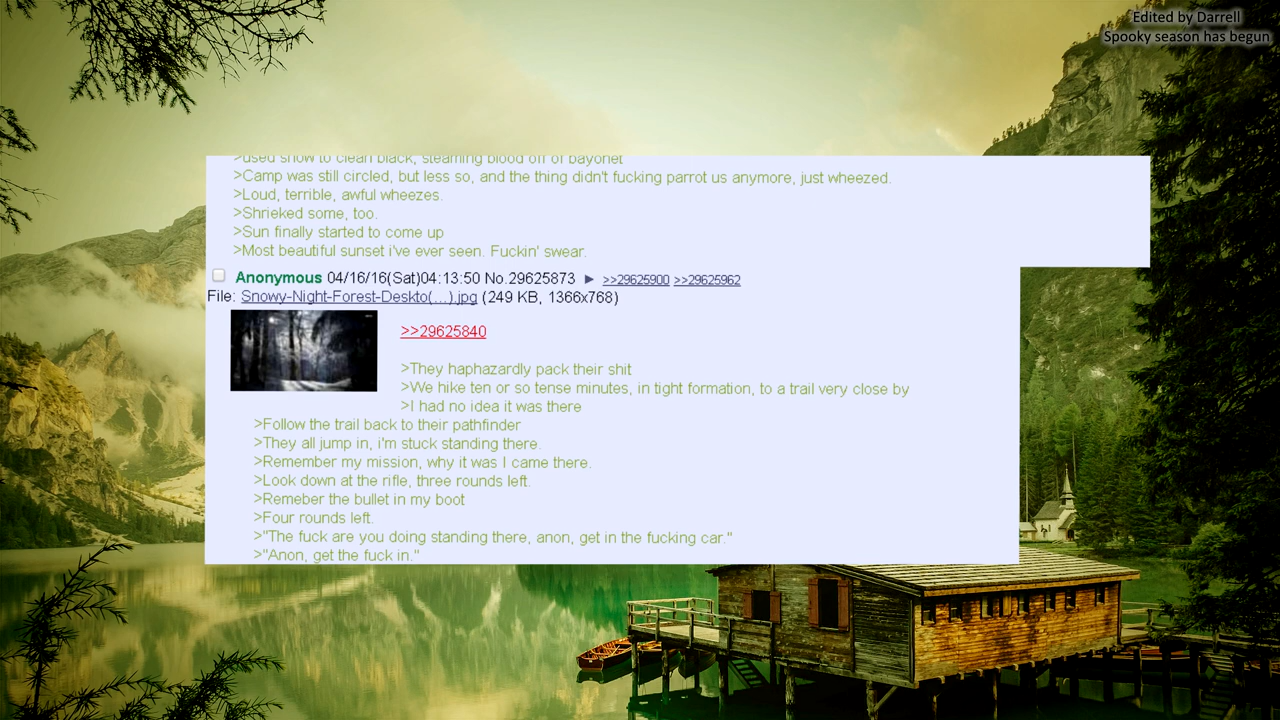 Edited by Darrell
Spooky season has begun
>used snow to clean black, steaming blood off of bayonet
>Camp was still circled, but less so, and the thing didn't fucking parrot us anymore, just wheezed.
>Loud, terrible, awful wheezes.
>Shrieked some, too.
>Sun finally started to come up
>Most beautiful sunset i've ever seen. Fuckin' swear.
Anonymous 04/16/16(Sat)04:13:50 No.29625873 ▶ >>29625900 >>29625962
File: Snowy-Night-Forest-Deskto(...).jpg (249 KB, 1366x768)
>>29625840
>They haphazardly pack their shit
>We hike ten or so tense minutes, in tight formation, to a trail very close by
>I had no idea it was there
>Follow the trail back to their pathfinder
>They all jump in, i'm stuck standing there.
>Remember my mission, why it was I came there.
>Look down at the rifle, three rounds left.
>Remeber the bullet in my boot
>Four rounds left.
>"The fuck are you doing standing there, anon, get in the fucking car."
>"Anon, get the fuck in."